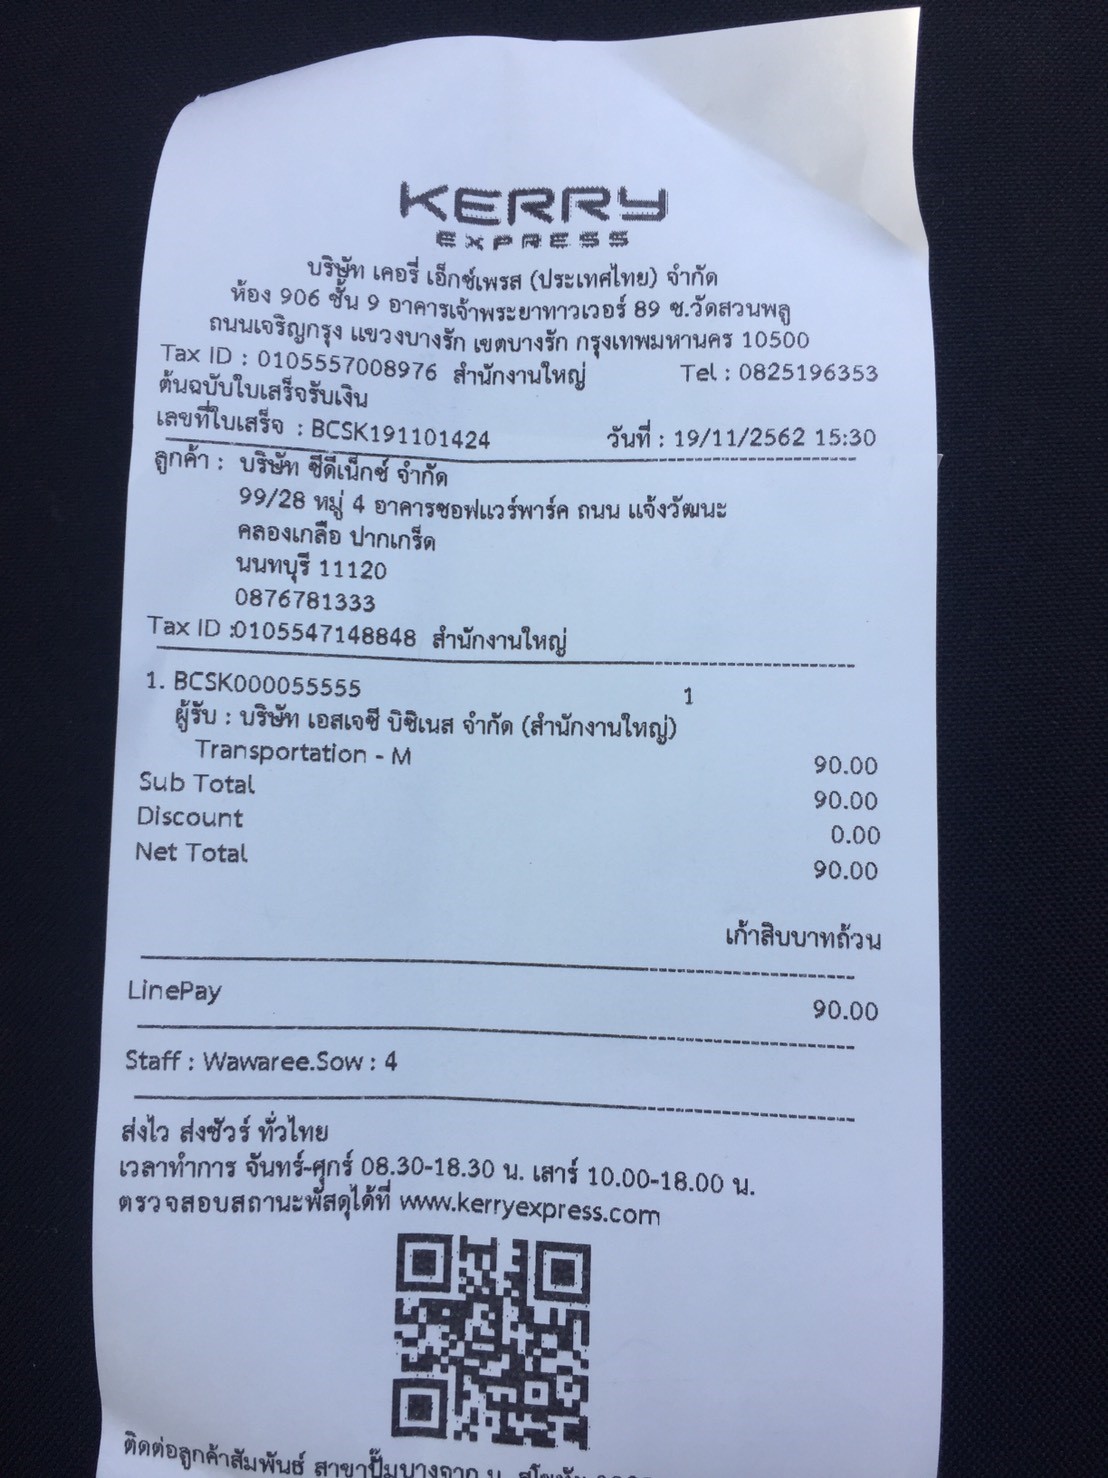 KERRY
EXPRESS
บริษัท เคอรี่ เอ็กซ์เพรส (ประเทศไทย) จำกัด
ห้อง 906 ชั้น 9 อาคารเจ้าพระยาทาวเวอร์ 89 ซ.วัดสวนพลู
ถนนเจริญกรุง แขวงบางรัก เขตบางรัก กรุงเทพมหานคร 10500
Tax ID : 0105557008976 สำนักงานใหญ่ Tel : 0825196353
ต้นฉบับใบเสร็จรับเงิน
เลขที่ใบเสร็จ : BCSK191101424 วันที่ : 19/11/2562 15:30
ลูกค้า : บริษัท ซีดีเน็กซ์ จำกัด
99/28 หมู่ 4 อาคารซอฟแวร์พาร์ค ถนน แจ้งวัฒนะ
คลองเกลือ ปากเกร็ด
นนทบุรี 11120
0876781333
Tax ID :0105547148848 สำนักงานใหญ่
1. BCSK000055555 1
ผู้รับ : บริษัท เอสเจซี บิซิเนส จำกัด (สำนักงานใหญ่)
Transportation - M 90.00
Sub Total 90.00
Discount 0.00
Net Total 90.00
เก้าสิบบาทถ้วน
LinePay 90.00
Staff : Wawaree.Sow : 4
ส่งไว ส่งชัวร์ ทั่วไทย
เวลาทำการ จันทร์-ศุกร์ 08.30-18.30 น. เสาร์ 10.00-18.00 น.
ตรวจสอบสถานะพัสดุได้ที่ www.kerryexpress.com
ติดต่อลูกค้าสัมพันธ์ สาขาปั๊มบางจาก